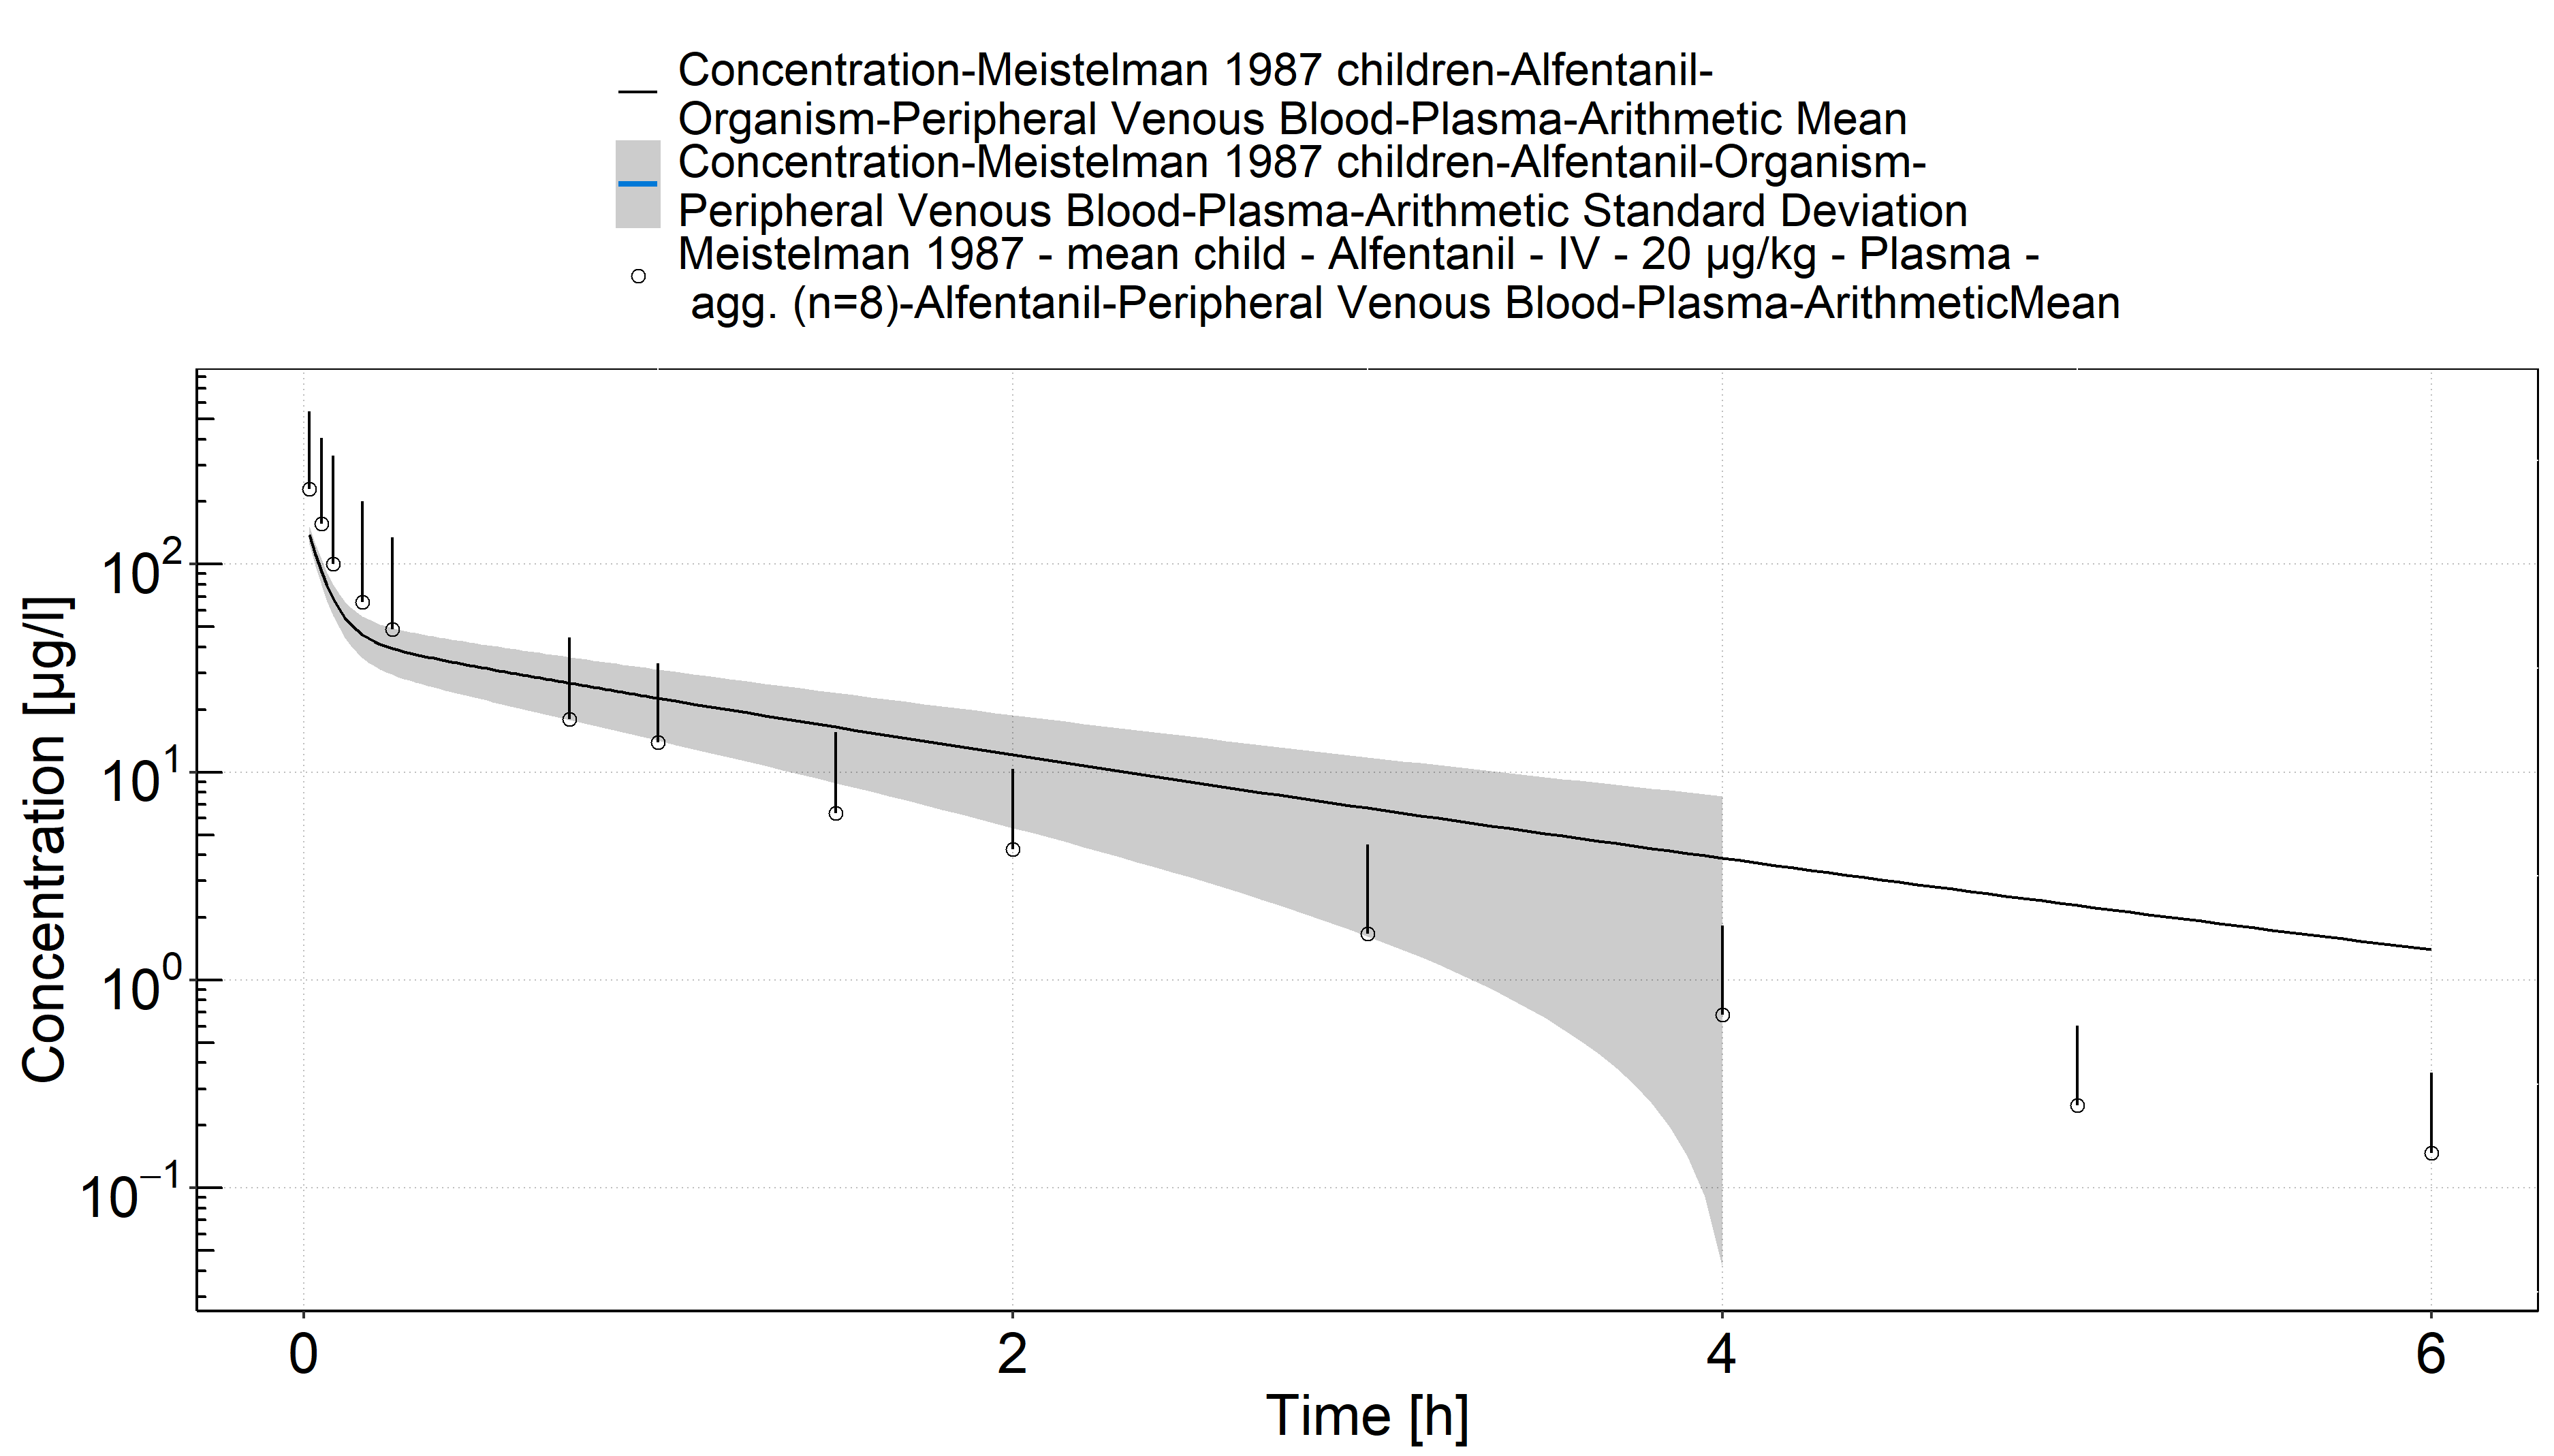 Concentration-Meistelman 1987 children-Alfentanil-
Organism-Peripheral Venous Blood-Plasma-Arithmetic Mean
Concentration-Meistelman 1987 children-Alfentanil-Organism-
Peripheral Venous Blood-Plasma-Arithmetic Standard Deviation
Meistelman 1987 - mean child - Alfentanil - IV - 20 µg/kg - Plasma -
agg. (n=8)-Alfentanil-Peripheral Venous Blood-Plasma-ArithmeticMean
Concentration [µg/l]
10²
10¹
10⁰
10⁻¹
0 2 4 6
Time [h]